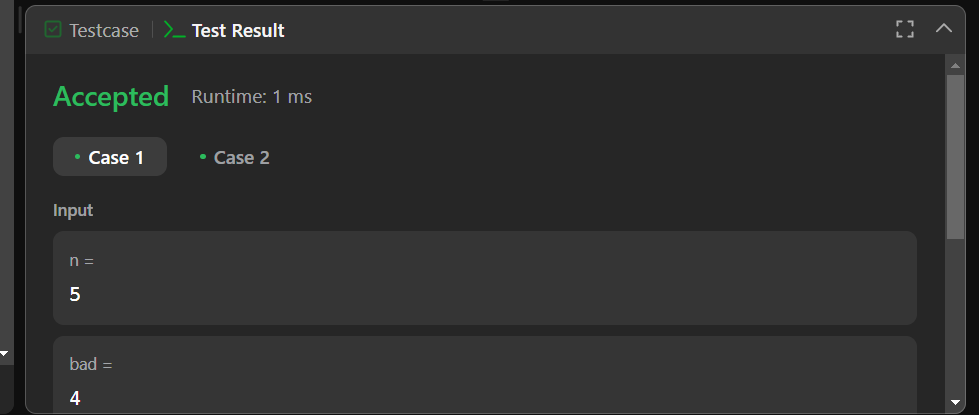 Testcase Test Result
Accepted Runtime: 1 ms
Case 1 Case 2
Input
n =
5
bad =
4